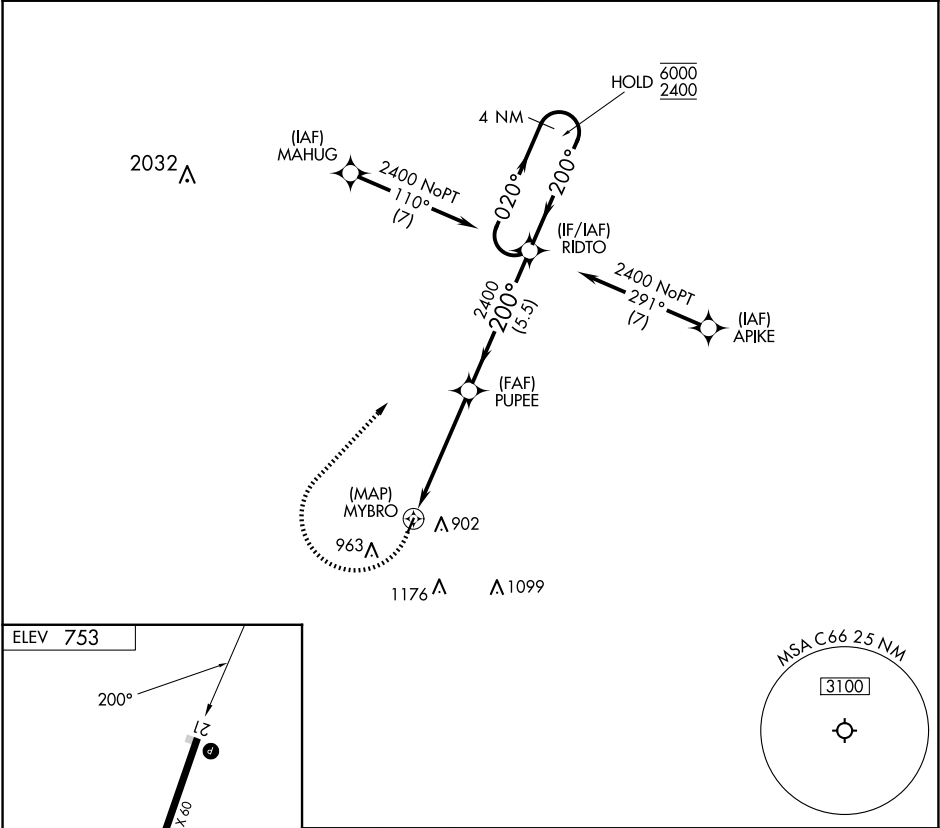 HOLD 6000
2400
4 NM
(IAF)
MAHUG
2032
2400 NoPT
110°
(7)
020°
200°
(IF/IAF)
RIDTO
2400 NoPT
291°
(7)
(IAF)
APIKE
2400
200°
(5.5)
(FAF)
PUPEE
(MAP)
MYBRO
902
963
1176
1099
ELEV 753
200°
21
P
X 60
MSA C66 25 NM
3100